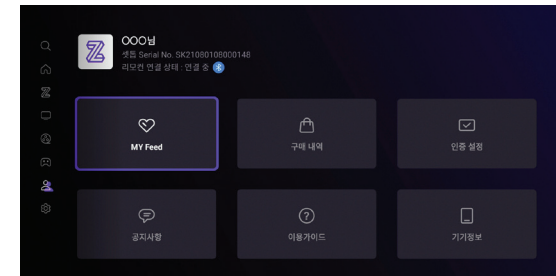 OOO님
셋톱 Serial No. SK21080108000148
리모컨 연결 상태 : 연결 중
MY Feed
구매 내역
인증 설정
공지사항
이용가이드
기기정보